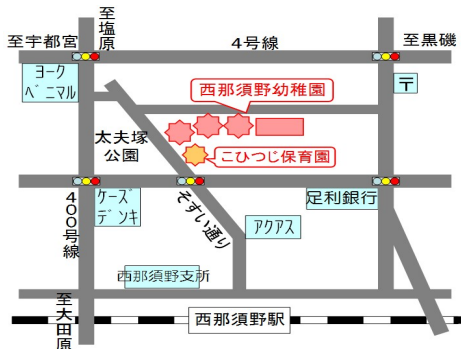 至塩原
至宇都宮
4号線
至黒磯
ヨーク
ベニマル
〒
西那須野幼稚園
太夫塚
公園
こひつじ保育園
400号線
ケーズ
デンキ
そすい通り
足利銀行
アクアス
西那須野支所
至大田原
西那須野駅